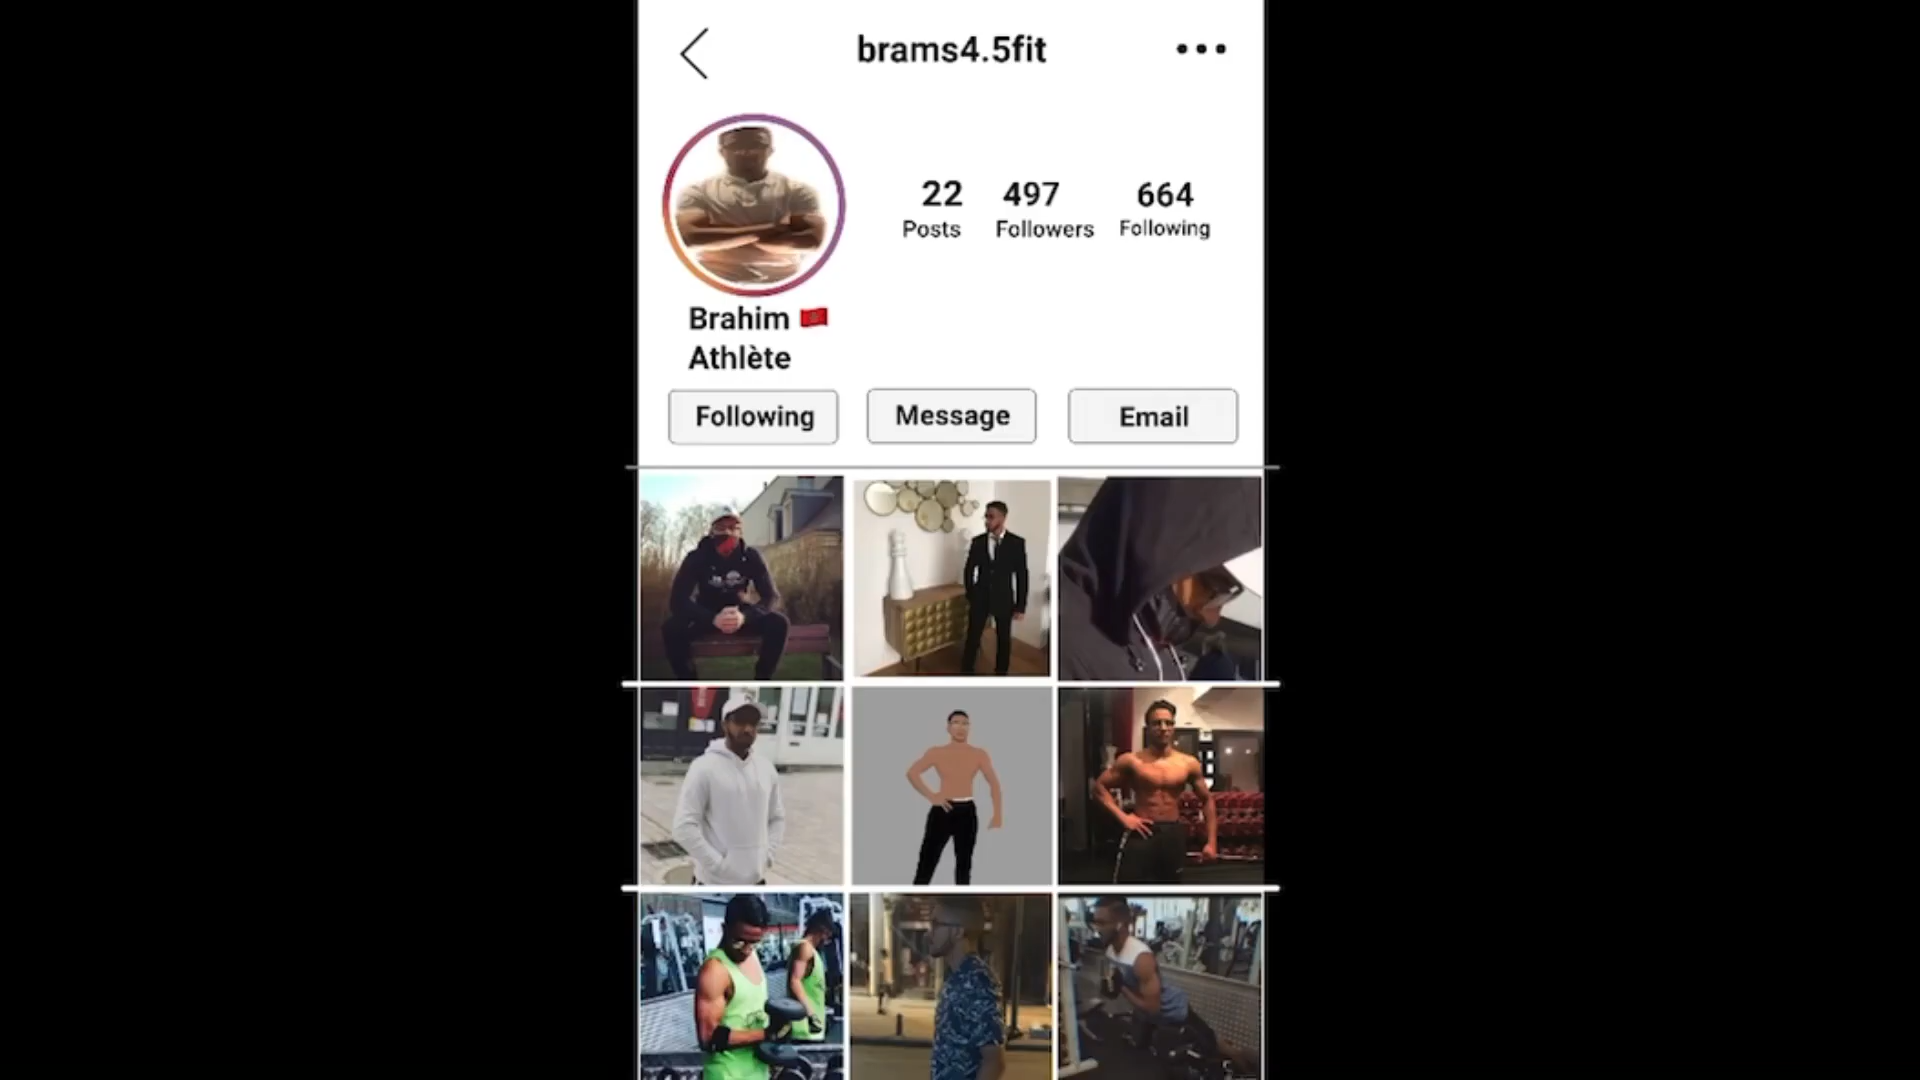 brams4.5fit
22 497 664
Posts Followers Following
Brahim
Athlète
Following Message Email